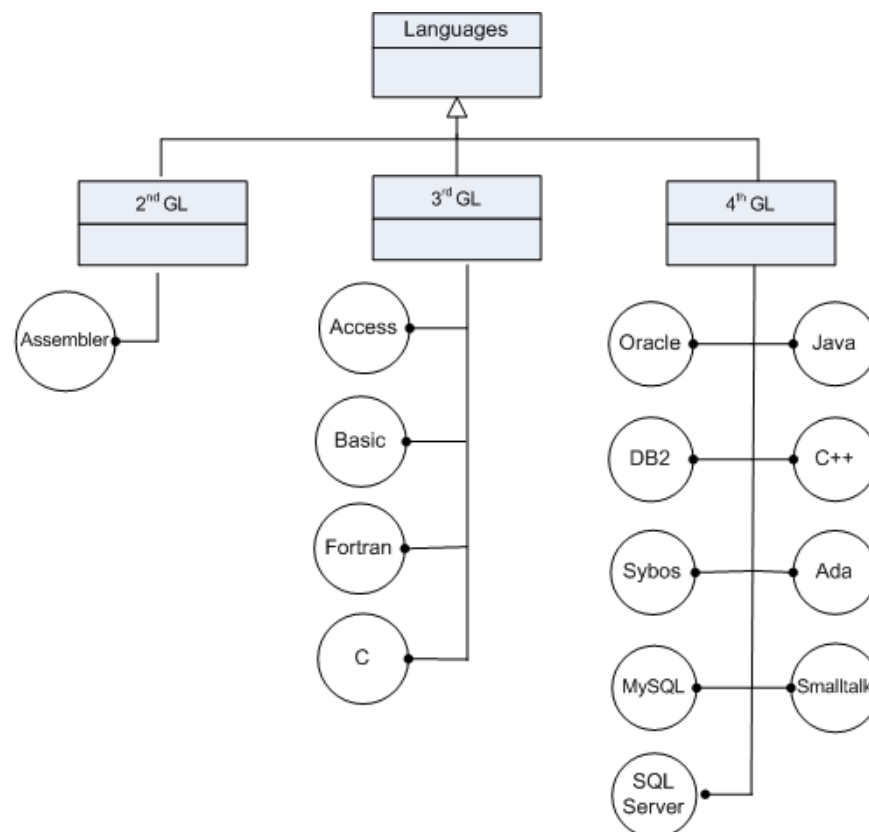 Languages
2nd GL
3rd GL
4th GL
Assembler
Access
Basic
Fortran
C
Oracle
Java
DB2
C++
Sybos
Ada
MySQL
Smalltalk
SQL
Server